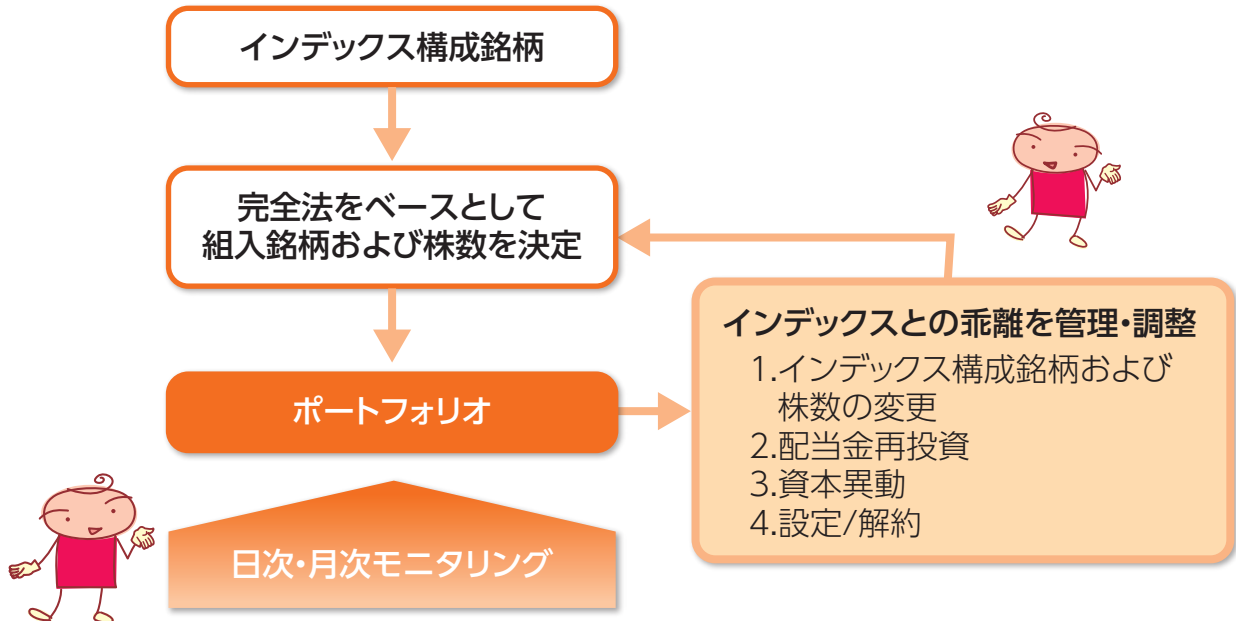 インデックス構成銘柄
完全法をベースとして
組入銘柄および株数を決定
ポートフォリオ
日次・月次モニタリング
インデックスとの乖離を管理・調整
1.インデックス構成銘柄および
株数の変更
2.配当金再投資
3.資本異動
4.設定/解約